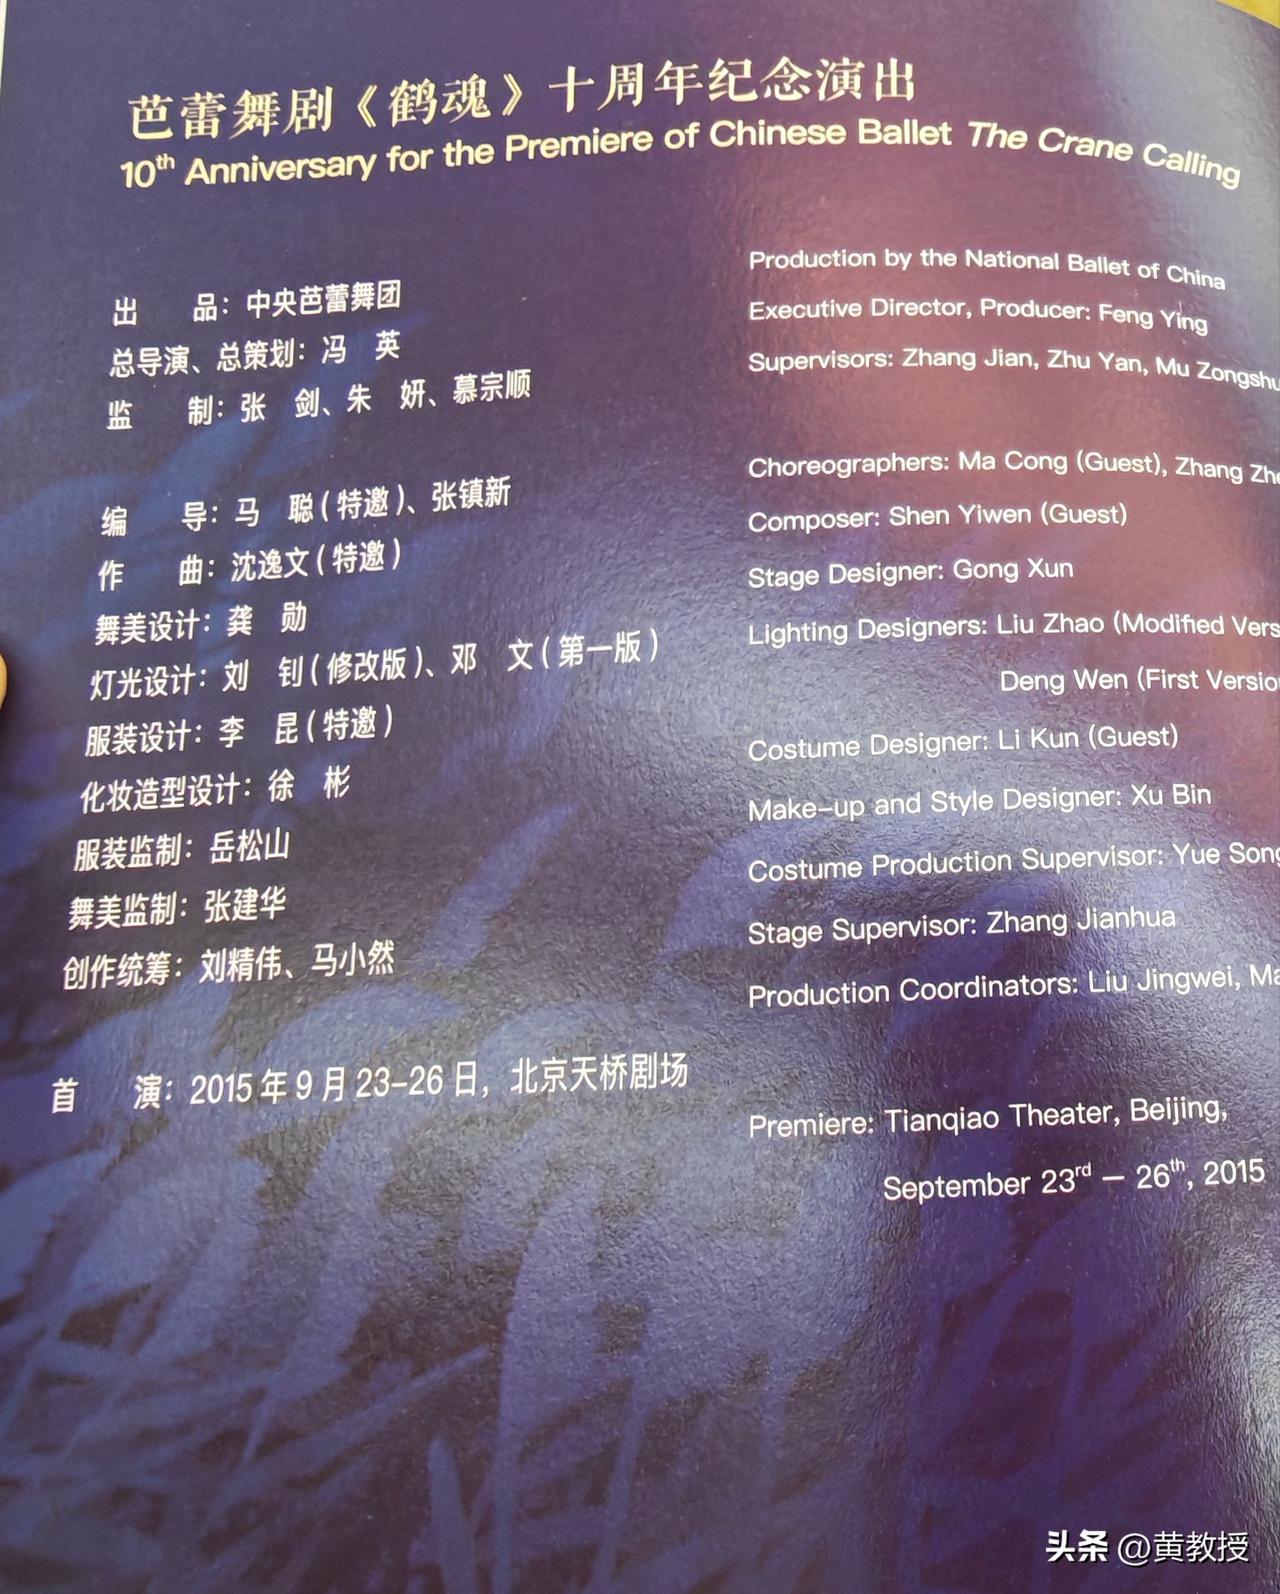 芭蕾舞剧《鹤魂》十周年纪念演出
10th Anniversary for the Premiere of Chinese Ballet The Crane Calling
出 品：中央芭蕾舞团
总导演、总策划：冯 英
监 制：张 剑、朱 妍、慕宗顺
编 导：马 聪（特邀）、张镇新
作 曲：沈逸文（特邀）
舞美设计：龚 勋
灯光设计：刘 钊（修改版）、邓 文（第一版）
服装设计：李 昆（特邀）
化妆造型设计：徐 彬
服装监制：岳松山
舞美监制：张建华
创作统筹：刘精伟、马小然
首 演：2015年9月23-26日，北京天桥剧场
Production by the National Ballet of China
Executive Director, Producer: Feng Ying
Supervisors: Zhang Jian, Zhu Yan, Mu Zongshu
Choreographers: Ma Cong (Guest), Zhang Zhe
Composer: Shen Yiwen (Guest)
Stage Designer: Gong Xun
Lighting Designers: Liu Zhao (Modified Vers
Deng Wen (First Versio
Costume Designer: Li Kun (Guest)
Make-up and Style Designer: Xu Bin
Costume Production Supervisor: Yue Song
Stage Supervisor: Zhang Jianhua
Production Coordinators: Liu Jingwei, Ma
Premiere: Tianqiao Theater, Beijing,
September 23rd – 26th, 2015
头条 @黄教授